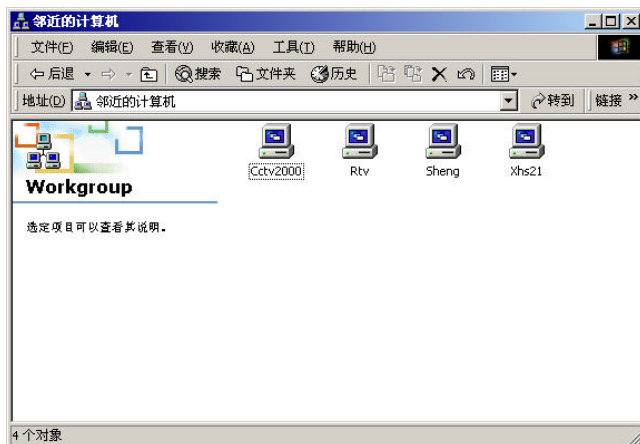 邻近的计算机
文件(F) 编辑(E) 查看(V) 收藏(A) 工具(T) 帮助(H)
后退 搜索 文件夹 历史
地址(D) 邻近的计算机 转到 链接 »
Cctv2000 Rtv Sheng Xhs21
Workgroup
选定项目可以查看其说明。
4 个对象